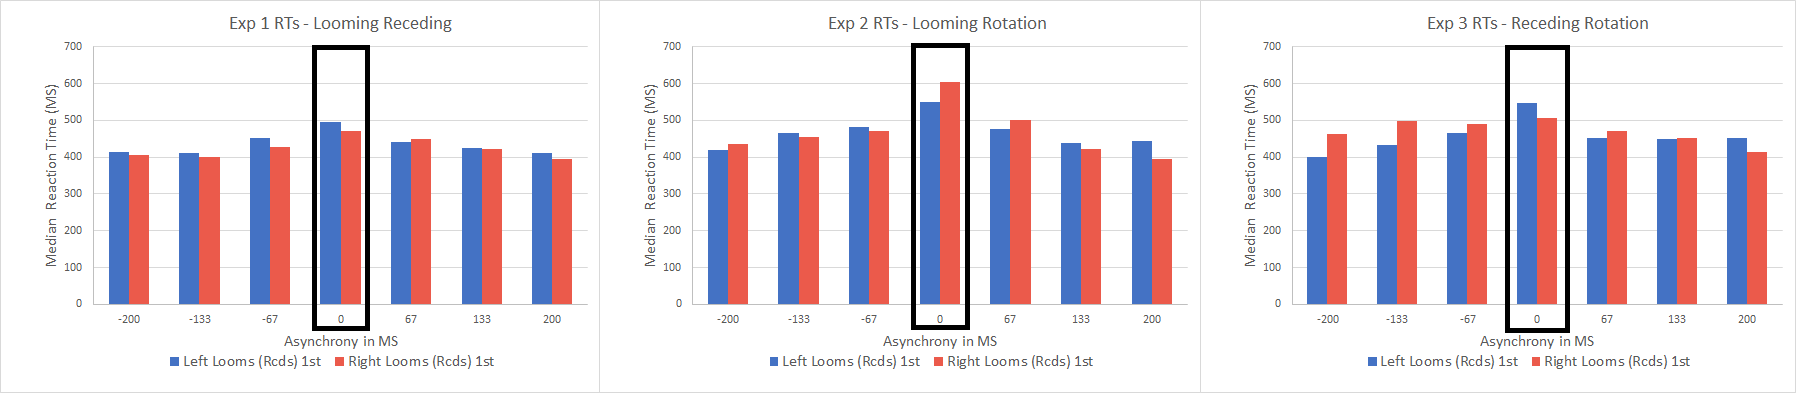 Exp 1 RTs - Looming Receding
Median Reaction Time (MS)
700
600
500
400
300
200
100
0
-200 -133 -67 0 67 133 200
Asynchrony in MS
Left Looms (Rcds) 1st Right Looms (Rcds) 1st
Exp 2 RTs - Looming Rotation
Median Reaction Time (MS)
700
600
500
400
300
200
100
0
-200 -133 -67 0 67 133 200
Asynchrony in MS
Left Looms (Rcds) 1st Right Looms (Rcds) 1st
Exp 3 RTs - Receding Rotation
Median Reaction Time (MS)
700
600
500
400
300
200
100
0
-200 -133 -67 0 67 133 200
Asynchrony in MS
Left Looms (Rcds) 1st Right Looms (Rcds) 1st